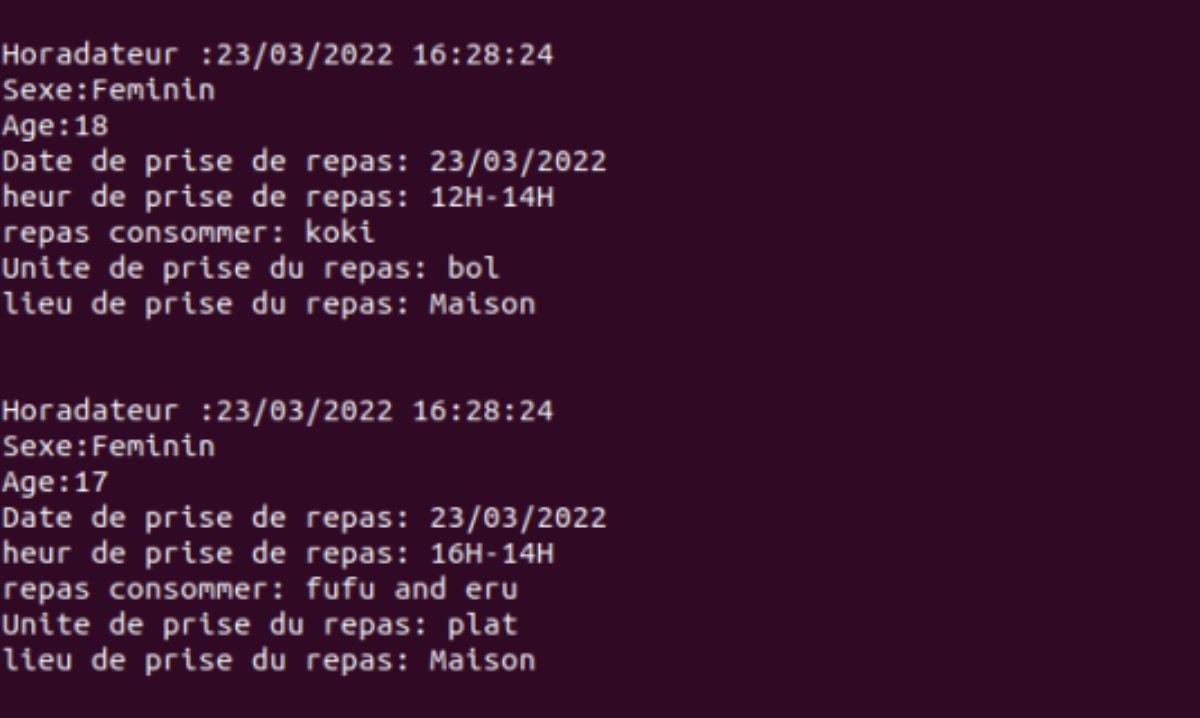 Horadateur :23/03/2022 16:28:24
Sexe:Feminin
Age:18
Date de prise de repas: 23/03/2022
heur de prise de repas: 12H-14H
repas consommer: koki
Unite de prise du repas: bol
lieu de prise du repas: Maison
Horadateur :23/03/2022 16:28:24
Sexe:Feminin
Age:17
Date de prise de repas: 23/03/2022
heur de prise de repas: 16H-14H
repas consommer: fufu and eru
Unite de prise du repas: plat
lieu de prise du repas: Maison